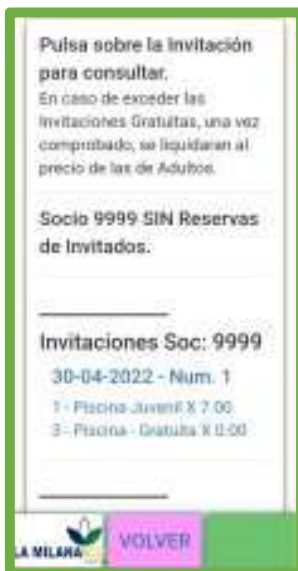 Pulsa sobre la Invitación
para consultar.
En caso de exceder las
Invitaciones Gratuitas, una vez
comprobado, se liquidaran al
precio de las de Adultos.
Socio 9999 SIN Reservas
de Invitados.
Invitaciones Soc: 9999
30-04-2022 - Num. 1
1 - Piscina Juvenil X 7.00
3 - Piscina - Gratuita X 0.00
LA MILANA
VOLVER